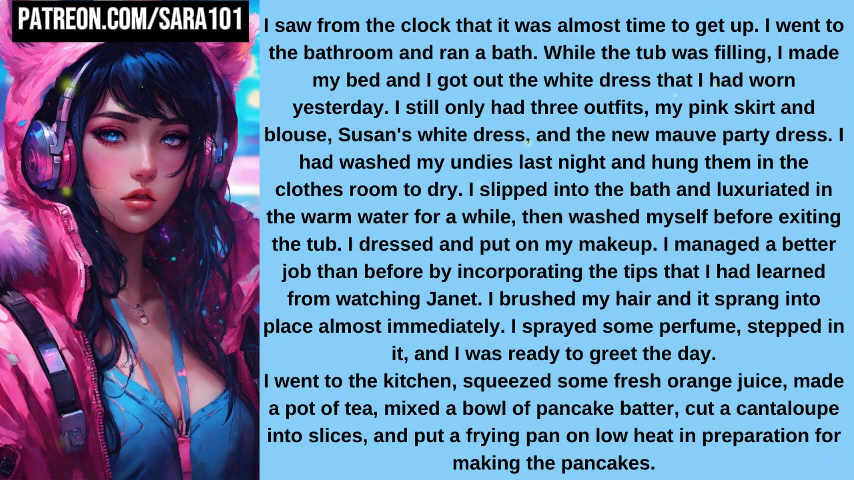 PATREON.COM/SARA101
I saw from the clock that it was almost time to get up. I went to
the bathroom and ran a bath. While the tub was filling, I made
my bed and I got out the white dress that I had worn
yesterday. I still only had three outfits, my pink skirt and
blouse, Susan's white dress, and the new mauve party dress. I
had washed my undies last night and hung them in the
clothes room to dry. I slipped into the bath and luxuriated in
the warm water for a while, then washed myself before exiting
the tub. I dressed and put on my makeup. I managed a better
job than before by incorporating the tips that I had learned
from watching Janet. I brushed my hair and it sprang into
place almost immediately. I sprayed some perfume, stepped in
it, and I was ready to greet the day.
I went to the kitchen, squeezed some fresh orange juice, made
a pot of tea, mixed a bowl of pancake batter, cut a cantaloupe
into slices, and put a frying pan on low heat in preparation for
making the pancakes.